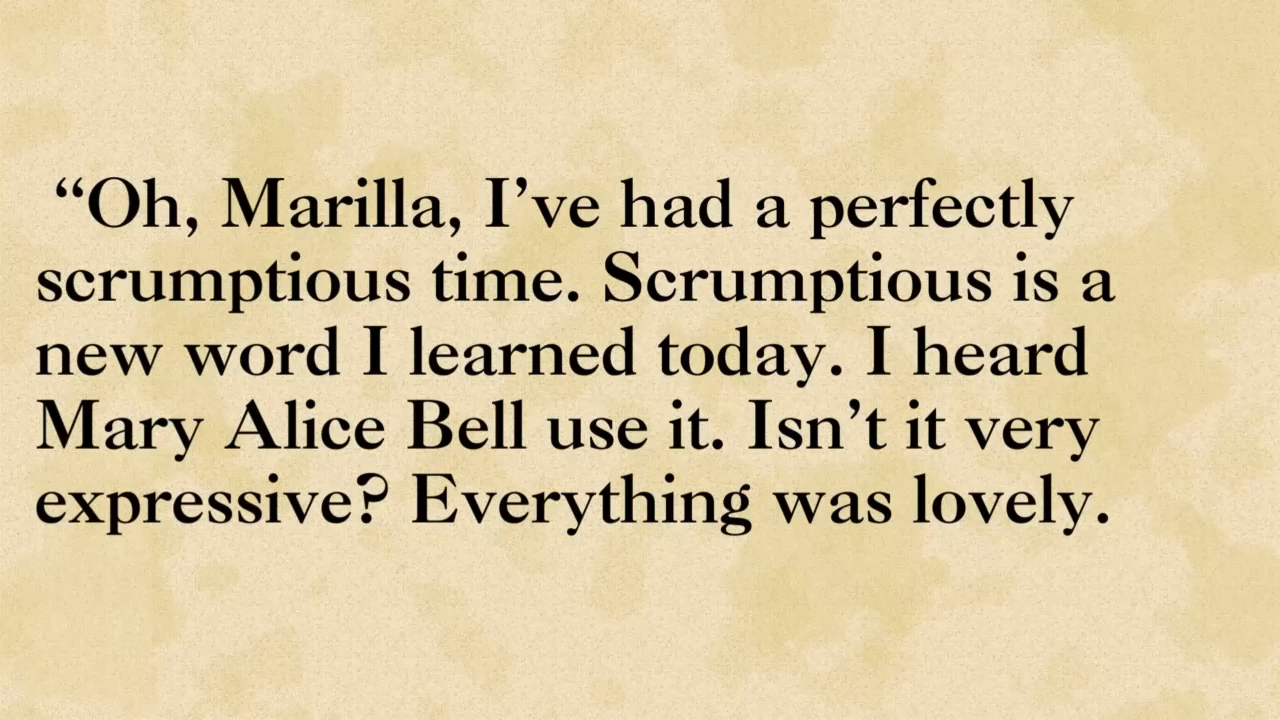 “Oh, Marilla, I’ve had a perfectly
scrumptious time. Scrumptious is a
new word I learned today. I heard
Mary Alice Bell use it. Isn’t it very
expressive? Everything was lovely.